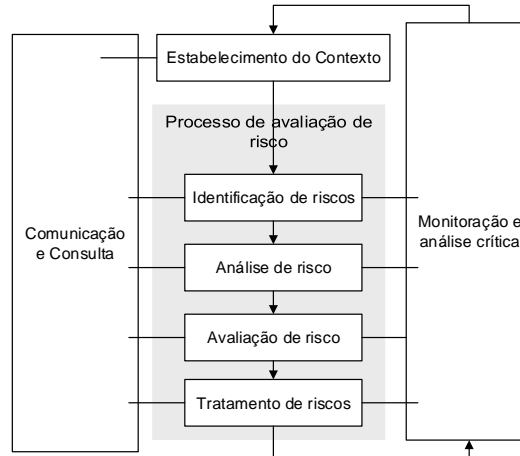 Estabelecimento do Contexto
Processo de avaliação de
risco
Identificação de riscos
Comunicação
e Consulta
Monitoração e
análise crítica
Análise de risco
Avaliação de risco
Tratamento de riscos